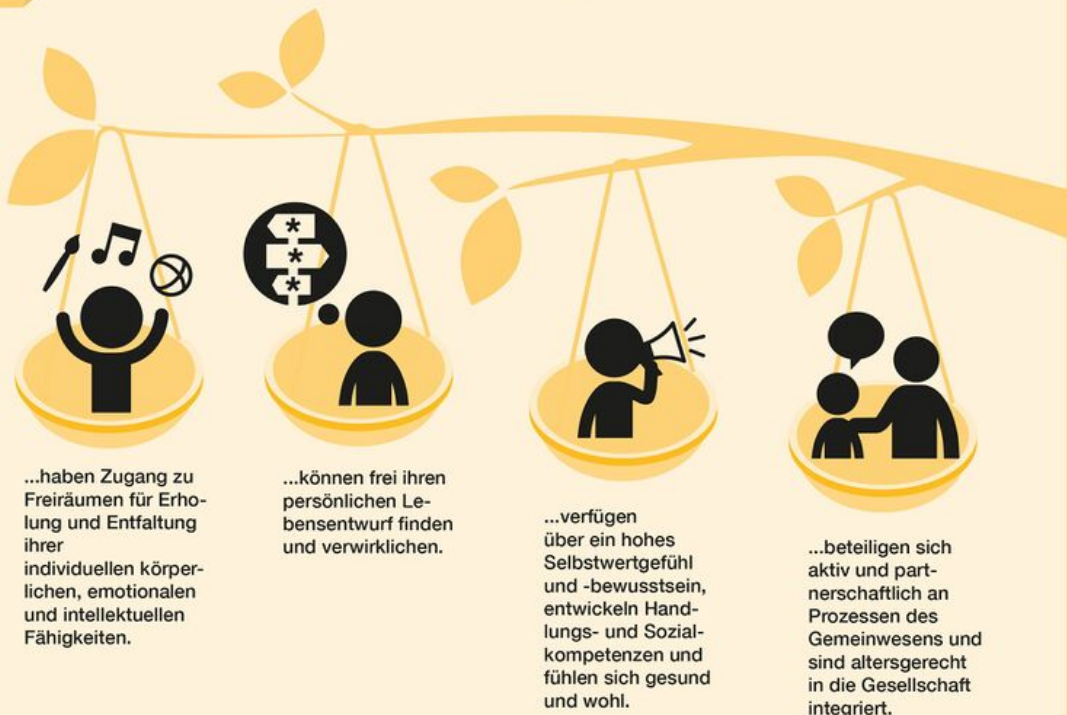 ...haben Zugang zu
Freiräumen für Erho-
lung und Entfaltung
ihrer
individuellen körper-
lichen, emotionalen
und intellektuellen
Fähigkeiten.
...können frei ihren
persönlichen Le-
bensentwurf finden
und verwirklichen.
...verfügen
über ein hohes
Selbstwertgefühl
und -bewusstsein,
entwickeln Hand-
lungs- und Sozial-
kompetenzen und
fühlen sich gesund
und wohl.
...beteiligen sich
aktiv und part-
nerschaftlich an
Prozessen des
Gemeinwesens und
sind altersgerecht
in die Gesellschaft
integriert.